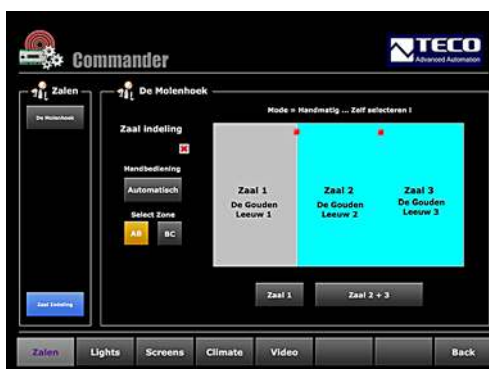 Commander
TECO
Advanced Automation
Zalen
De Molenhoek
De Molenhoek
Mode = Handmatig ... Zelf selecteren !
Zaal indeling
Handbediening
Automatisch
Select Zone
AB
BC
Zaal 1
De Gouden
Leeuw 1
Zaal 2
De Gouden
Leeuw 2
Zaal 3
De Gouden
Leeuw 3
Zaal 1
Zaal 2 + 3
Zaal Indeling
Zalen
Lights
Screens
Climate
Video
Back